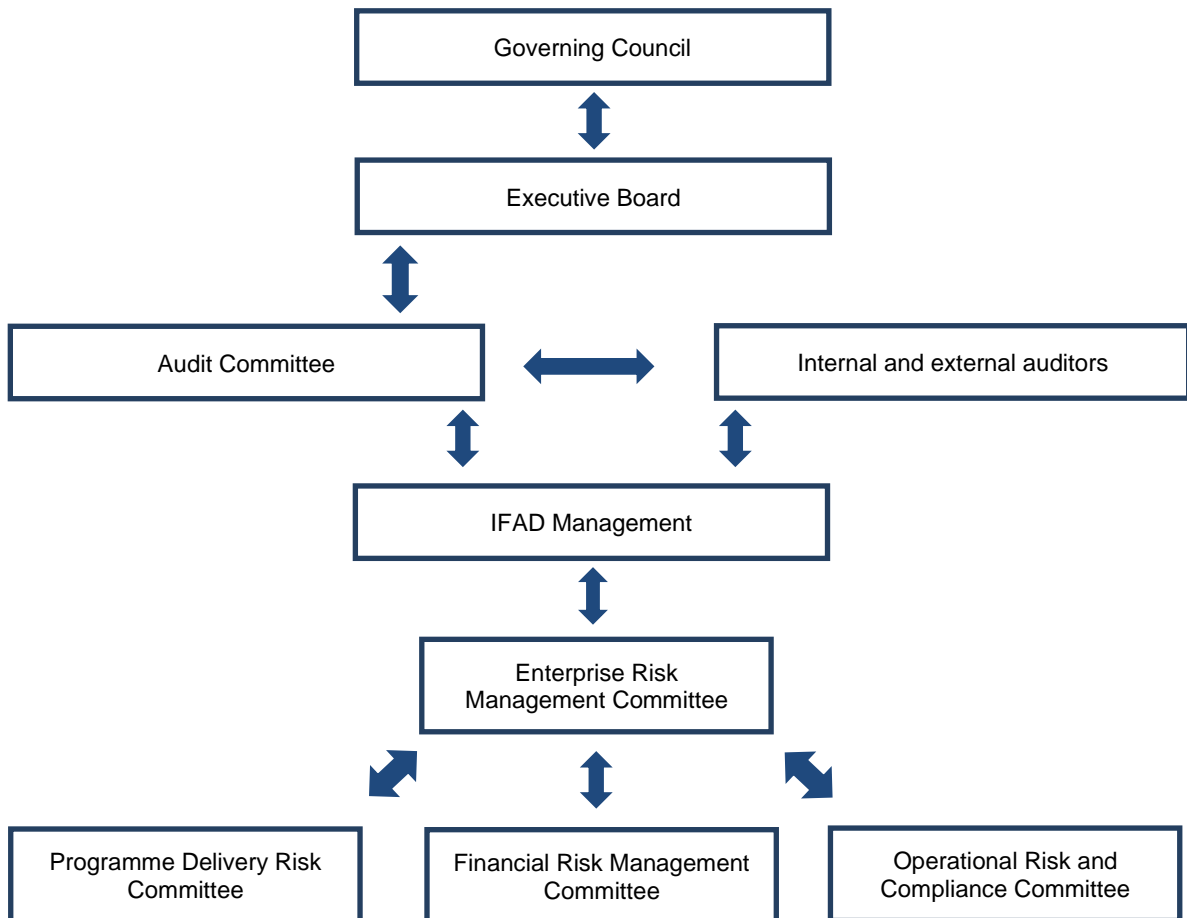 Governing Council
Executive Board
Audit Committee
Internal and external auditors
IFAD Management
Enterprise Risk
Management Committee
Programme Delivery Risk
Committee
Financial Risk Management
Committee
Operational Risk and
Compliance Committee